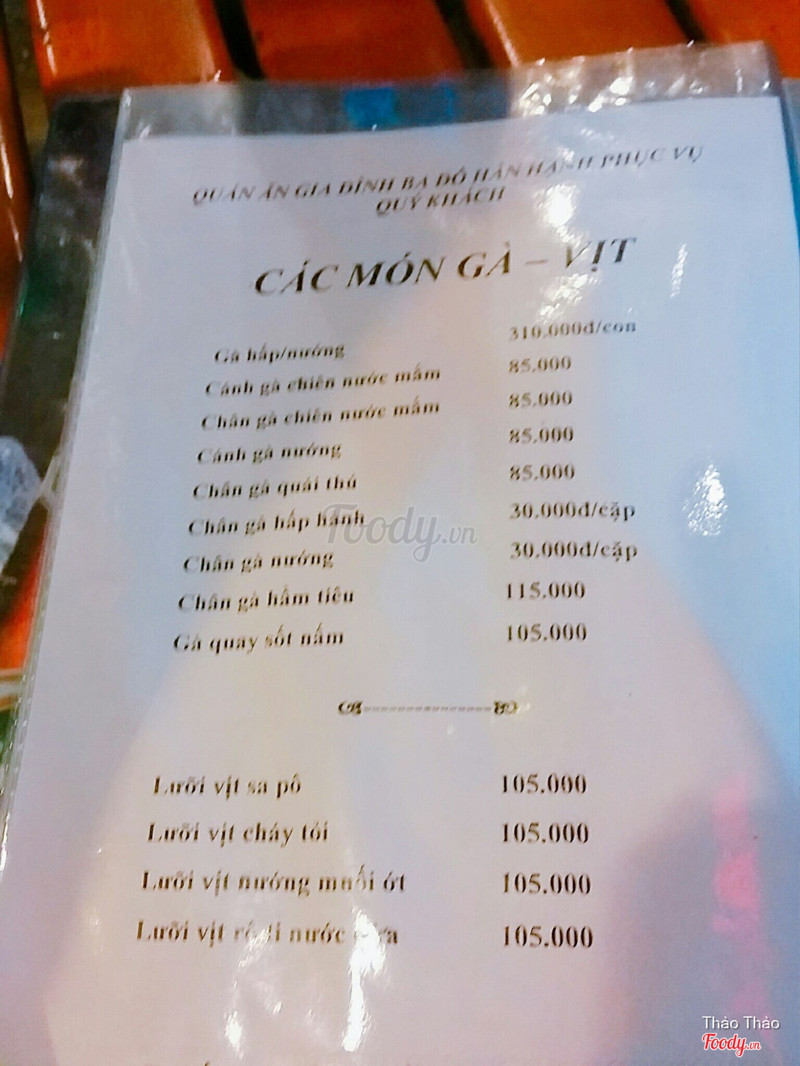 QUÁN ĂN GIA ĐÌNH BA ĐÔ HÂN HẠNH PHỤC VỤ
QUÝ KHÁCH
CÁC MÓN GÀ – VỊT
Gà hấp/nướng 310.000đ/con
Cánh gà chiên nước mắm 85.000
Chân gà chiên nước mắm 85.000
Cánh gà nướng 85.000
Chân gà quái thú 85.000
Chân gà hấp hành 30.000đ/cặp
Chân gà nướng 30.000đ/cặp
Chân gà hầm tiêu 115.000
Gà quay sốt nấm 105.000
Lưỡi vịt sa pô 105.000
Lưỡi vịt cháy tỏi 105.000
Lưỡi vịt nướng muối ớt 105.000
Lưỡi vịt nước 105.000
Foody.vn
Thảo Thảo
Foody.vn